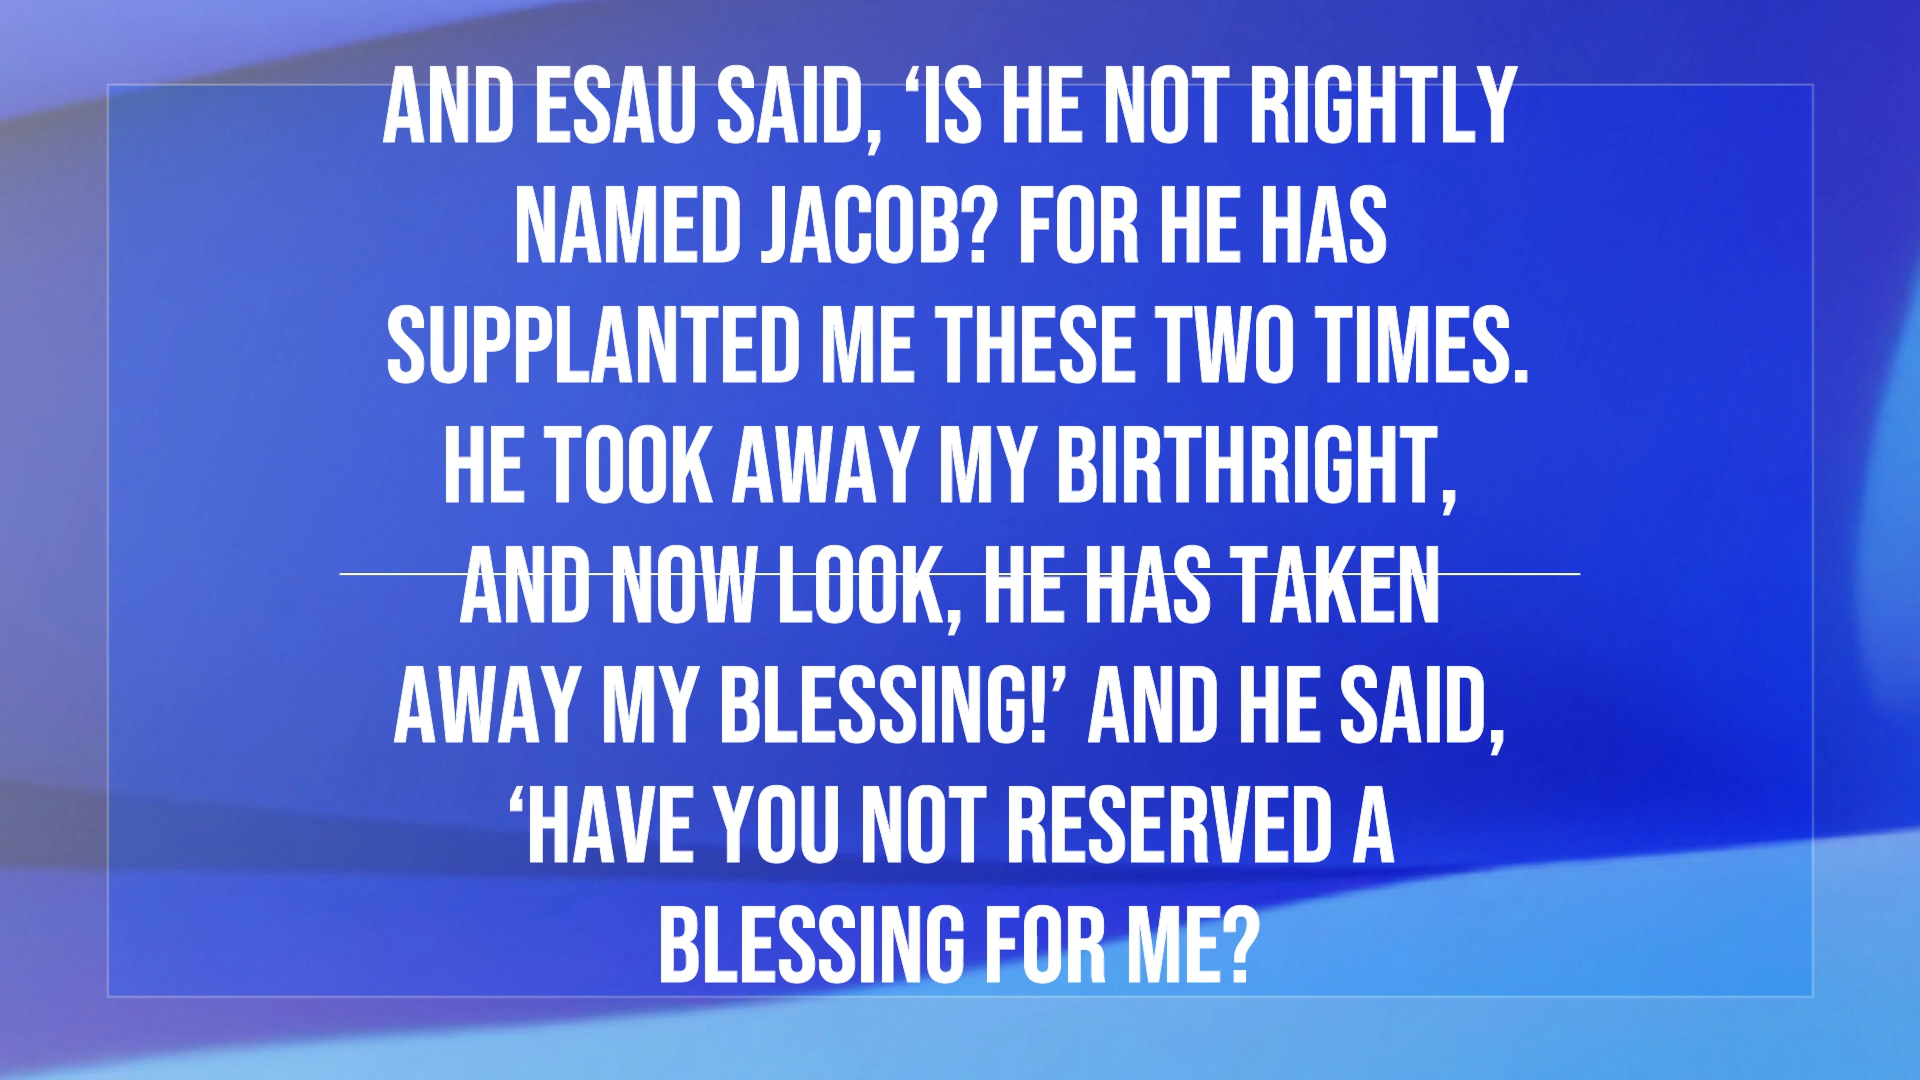 AND ESAU SAID, ‘IS HE NOT RIGHTLY
NAMED JACOB? FOR HE HAS
SUPPLANTED ME THESE TWO TIMES.
HE TOOK AWAY MY BIRTHRIGHT,
AND NOW LOOK, HE HAS TAKEN
AWAY MY BLESSING!’ AND HE SAID,
‘HAVE YOU NOT RESERVED A
BLESSING FOR ME?